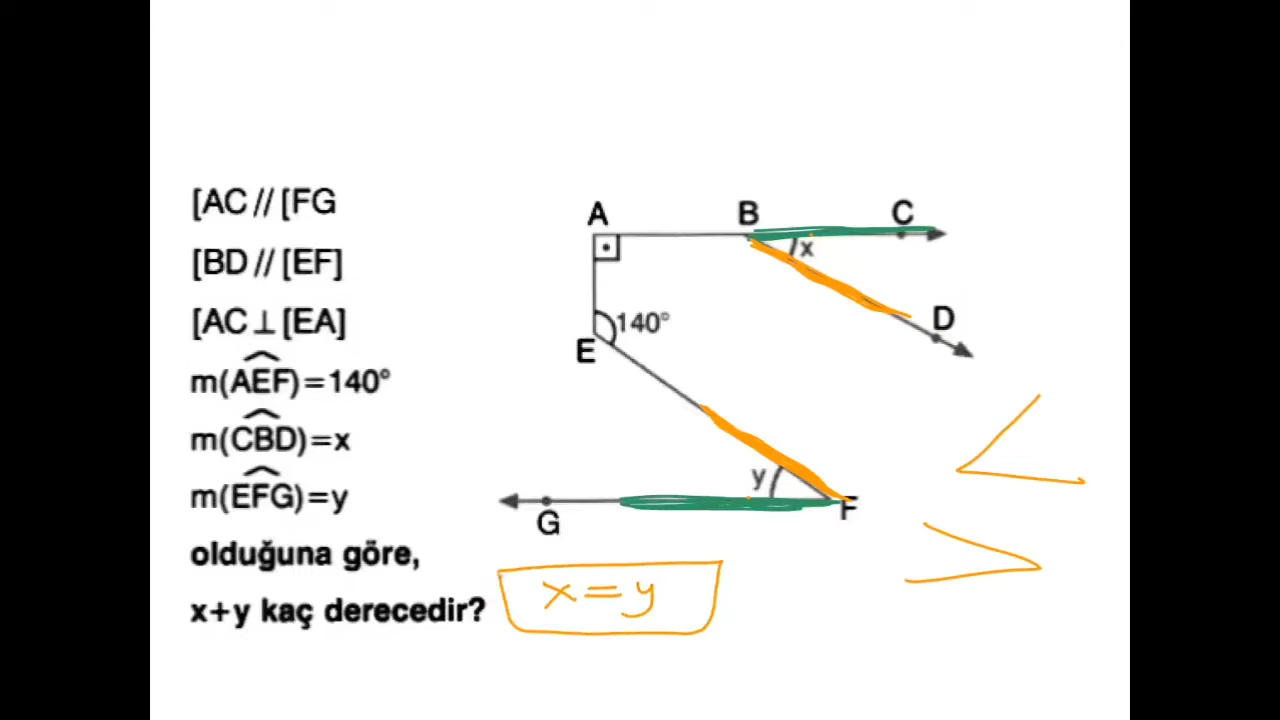 [AC // [FG
[BD // [EF]
[AC ⊥ [EA]
m(AEF)=140°
m(CBD)=x
m(EFG)=y
olduğuna göre,
x+y kaç derecedir?
A B C
x
140°
D
E
y
F
G
x=y